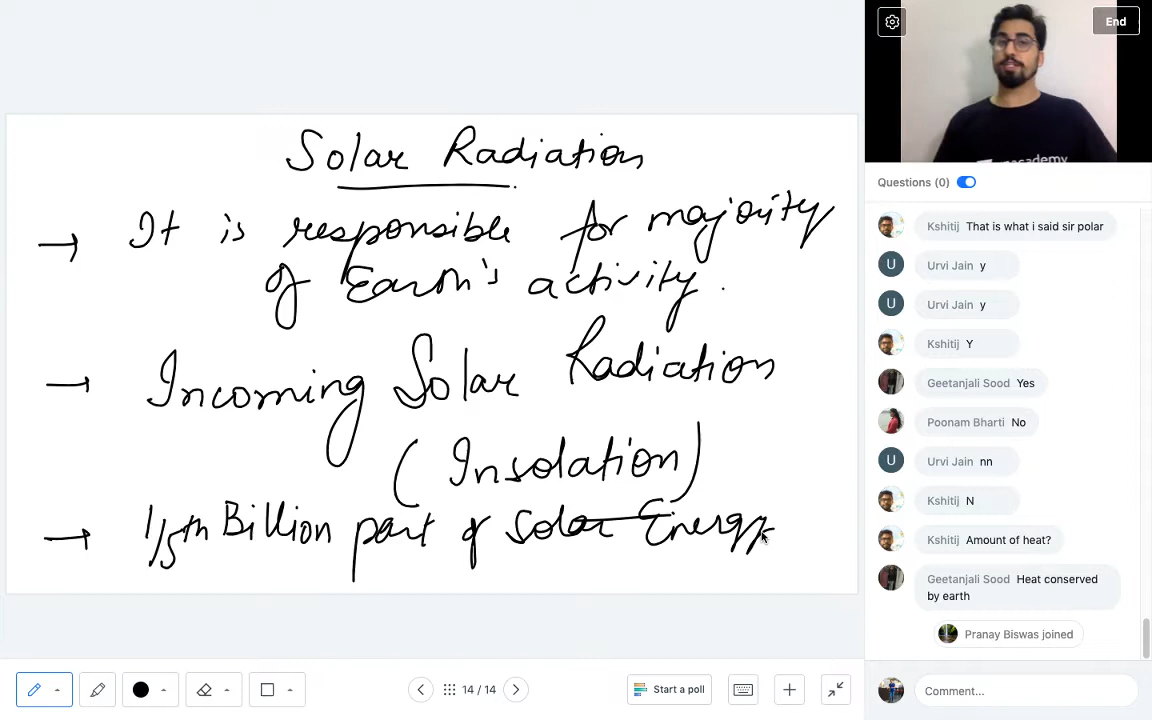 Solar Radiation
→ It is responsible for majority
of Earth's activity.
→ Incoming Solar Radiation
(Insolation)
→ 1/5th Billion part of Solar Energy
End
academy
Questions (0)
Kshitij That is what i said sir polar
U Urvi Jain y
U Urvi Jain y
Kshitij Y
Geetanjali Sood Yes
Poonam Bharti No
U Urvi Jain nn
Kshitij N
Kshitij Amount of heat?
Geetanjali Sood Heat conserved
by earth
Pranay Biswas joined
14 / 14
Start a poll
Comment...